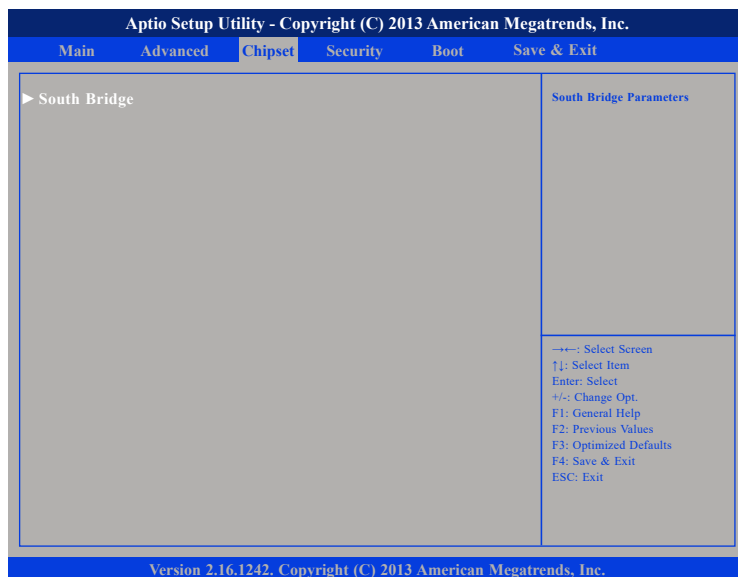 Aptio Setup Utility - Copyright (C) 2013 American Megatrends, Inc.
Main Advanced Chipset Security Boot Save & Exit
► South Bridge
South Bridge Parameters
→←: Select Screen
↑↓: Select Item
Enter: Select
+/-: Change Opt.
F1: General Help
F2: Previous Values
F3: Optimized Defaults
F4: Save & Exit
ESC: Exit
Version 2.16.1242. Copyright (C) 2013 American Megatrends, Inc.